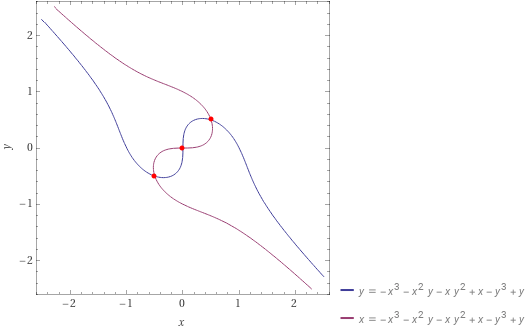 2
1
0
−1
−2
y
−2 −1 0 1 2
x
y = −x³ − x² y − x y² + x − y³ + y
x = −x³ − x² y − x y² + x − y³ + y